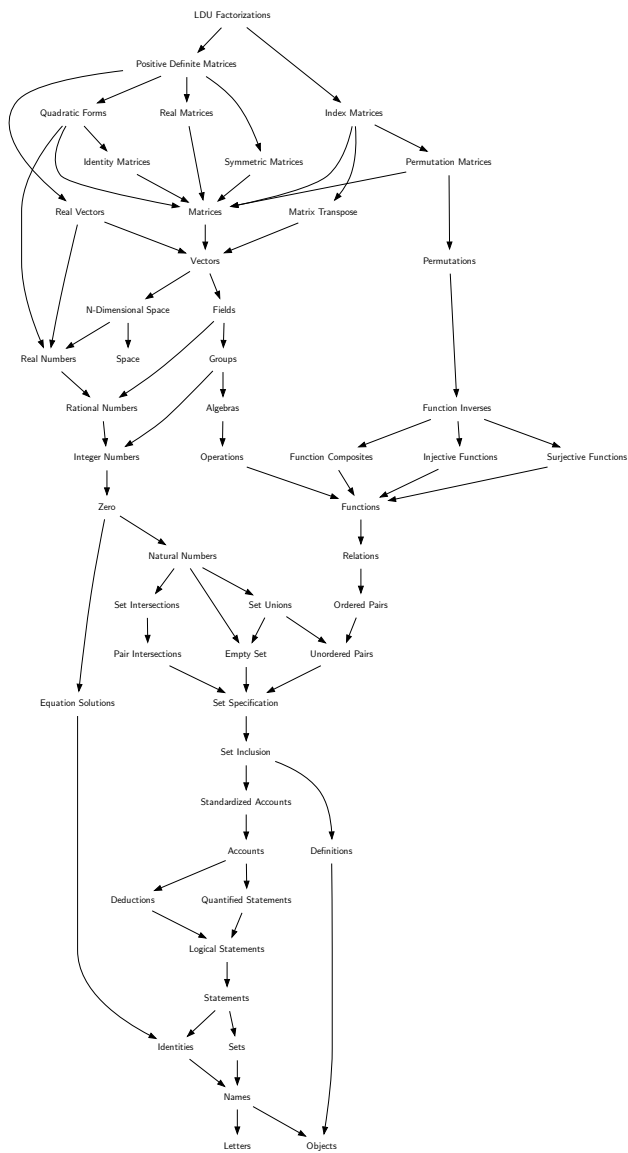 LDU Factorizations
Positive Definite Matrices
Quadratic Forms
Real Matrices
Index Matrices
Identity Matrices
Symmetric Matrices
Permutation Matrices
Real Vectors
Matrices
Matrix Transpose
Vectors
Permutations
N-Dimensional Space
Fields
Real Numbers
Space
Groups
Rational Numbers
Algebras
Function Inverses
Integer Numbers
Operations
Function Composites
Injective Functions
Surjective Functions
Zero
Functions
Natural Numbers
Relations
Set Intersections
Set Unions
Ordered Pairs
Pair Intersections
Empty Set
Unordered Pairs
Equation Solutions
Set Specification
Set Inclusion
Standardized Accounts
Accounts
Definitions
Deductions
Quantified Statements
Logical Statements
Statements
Identities
Sets
Names
Letters
Objects